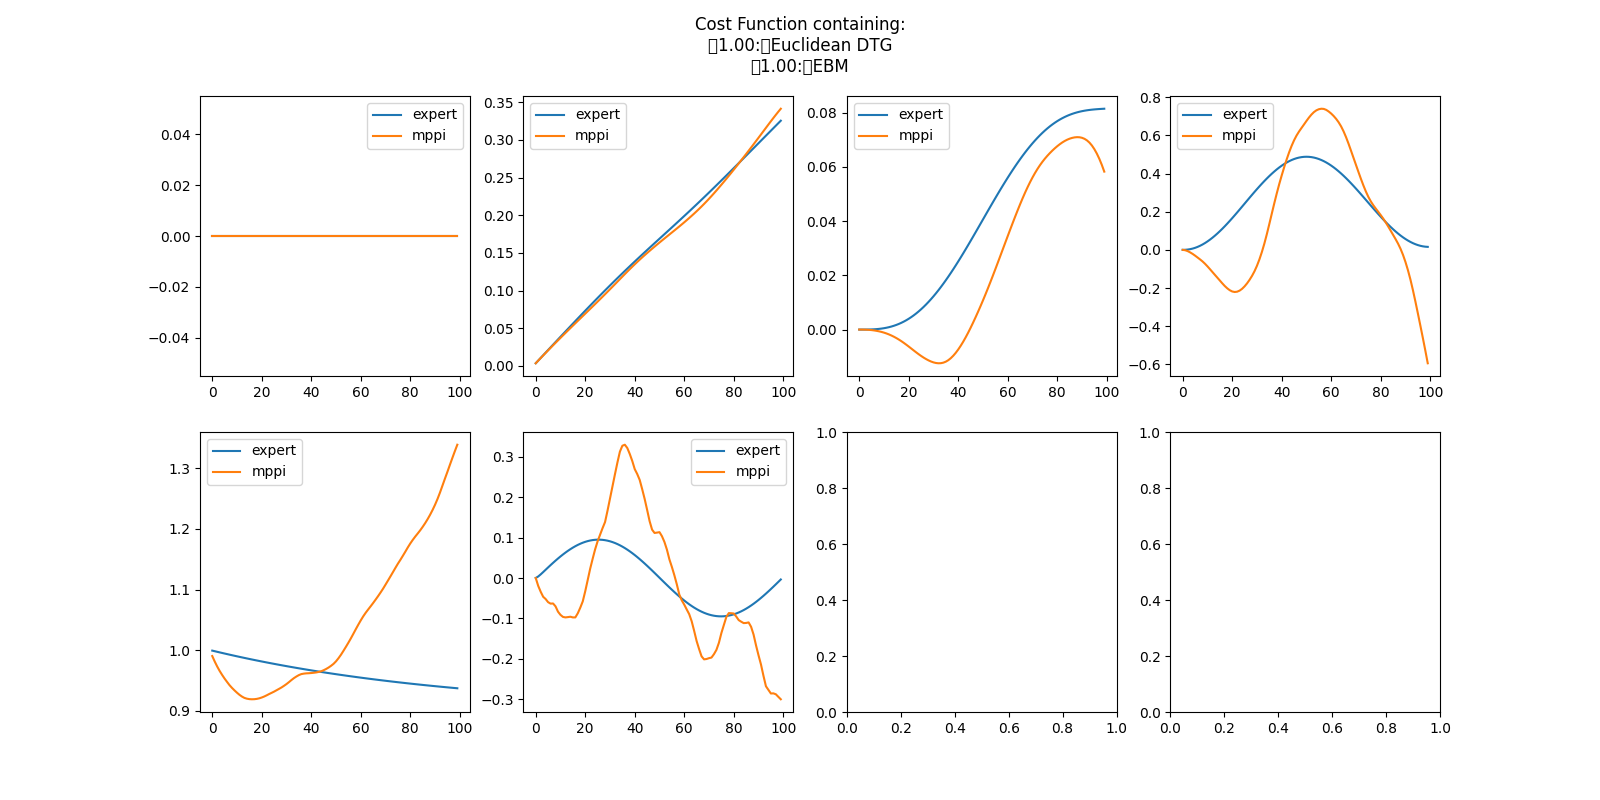 Cost Function containing:
1.00: Euclidean DTG
1.00: EBM
expert
mppi
0.04
0.02
0.00
−0.02
−0.04
0 20 40 60 80 100
expert
mppi
0.35
0.30
0.25
0.20
0.15
0.10
0.05
0.00
0 20 40 60 80 100
expert
mppi
0.08
0.06
0.04
0.02
0.00
0 20 40 60 80 100
expert
mppi
0.8
0.6
0.4
0.2
0.0
−0.2
−0.4
−0.6
0 20 40 60 80 100
expert
mppi
1.3
1.2
1.1
1.0
0.9
0 20 40 60 80 100
expert
mppi
0.3
0.2
0.1
0.0
−0.1
−0.2
−0.3
0 20 40 60 80 100
1.0
0.8
0.6
0.4
0.2
0.0
0.0 0.2 0.4 0.6 0.8 1.0
1.0
0.8
0.6
0.4
0.2
0.0
0.0 0.2 0.4 0.6 0.8 1.0